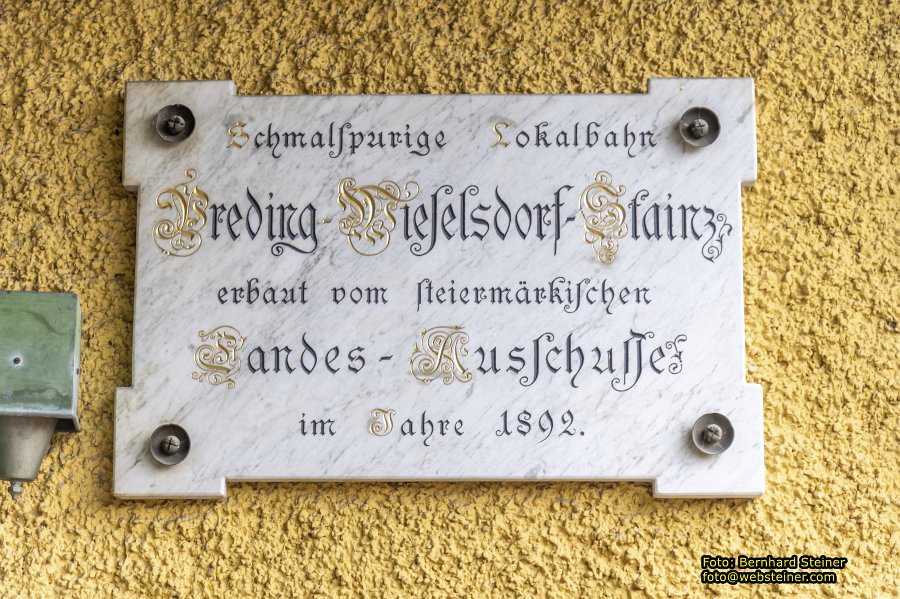 Schmalſpurige Lokalbahn
Preding-Wieſelsdorf-Stainz
erbaut vom ſteiermärkiſchen
Landes-Ausſchuſſe
im Jahre 1892.
Foto: Bernhard Steiner
foto@websteiner.com